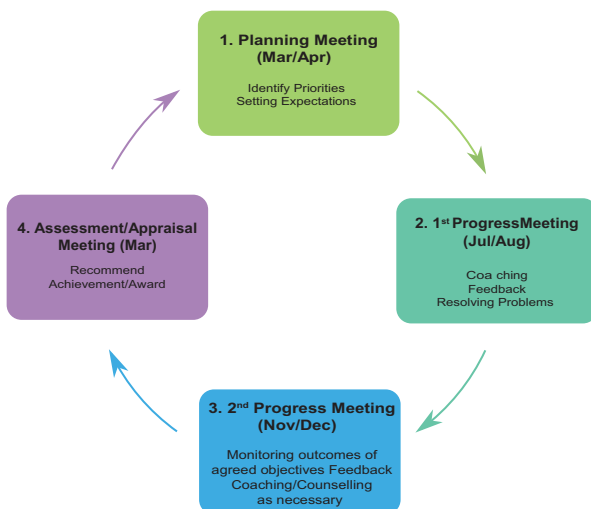 1. Planning Meeting
(Mar/Apr)
Identify Priorities
Setting Expectations
2. 1st ProgressMeeting
(Jul/Aug)
Coa ching
Feedback
Resolving Problems
3. 2nd Progress Meeting
(Nov/Dec)
Monitoring outcomes of
agreed objectives Feedback
Coaching/Counselling
as necessary
4. Assessment/Appraisal
Meeting (Mar)
Recommend
Achievement/Award